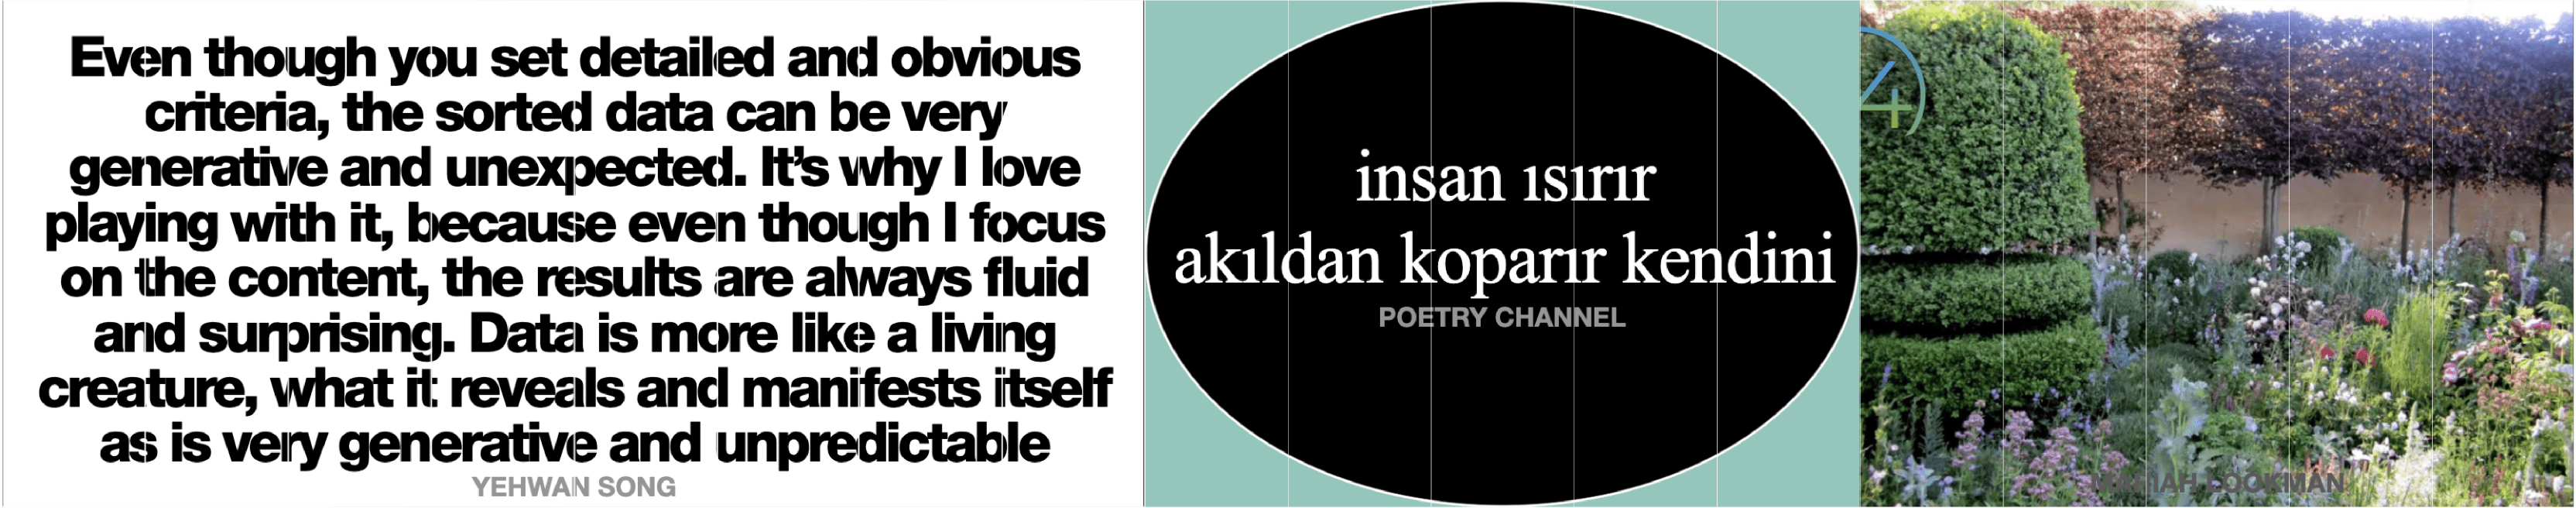 Even though you set detailed and obvious
criteria, the sorted data can be very
generative and unexpected. It's why I love
playing with it, because even though I focus
on the content, the results are always fluid
and surprising. Data is more like a living
creature, what it reveals and manifests itself
as is very generative and unpredictable
YEHWAN SONG
insan ısırır
akıldan koparır kendini
POETRY CHANNEL
4
MARIAH LOOKMAN